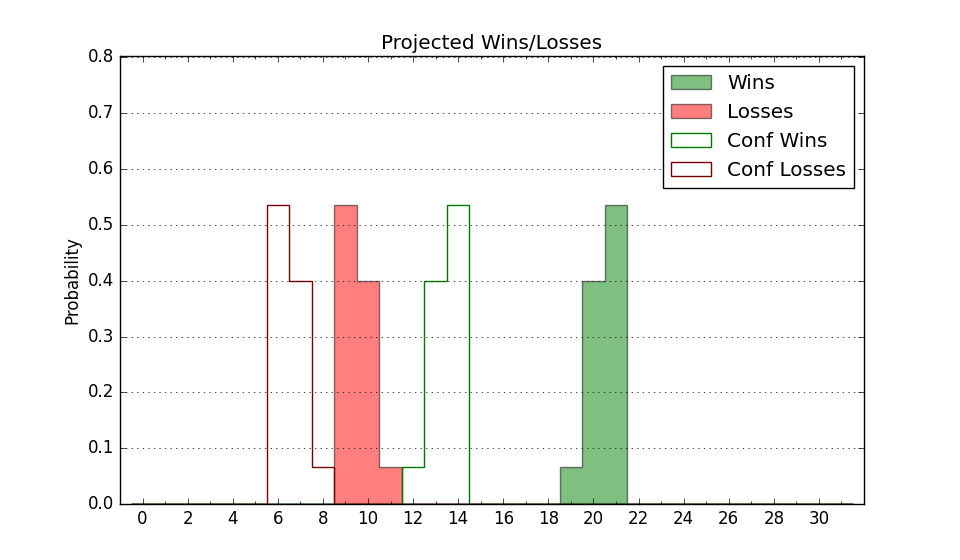 Projected Wins/Losses
0.8
0.7
0.6
0.5
0.4
0.3
0.2
0.1
0.0
Probability
Wins
Losses
Conf Wins
Conf Losses
0 2 4 6 8 10 12 14 16 18 20 22 24 26 28 30